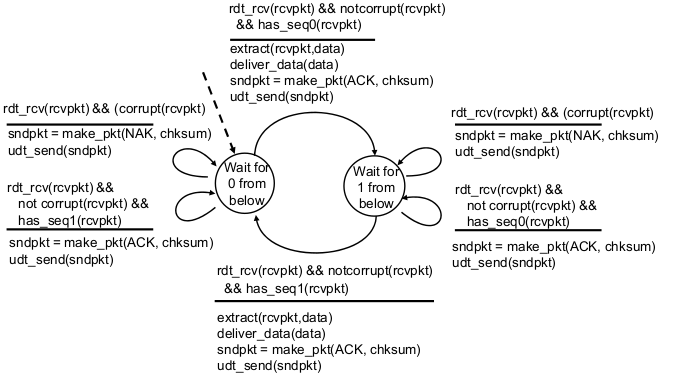 rdt_rcv(rcvpkt) && notcorrupt(rcvpkt)
&& has_seq0(rcvpkt)
extract(rcvpkt,data)
deliver_data(data)
sndpkt = make_pkt(ACK, chksum)
udt_send(sndpkt)
rdt_rcv(rcvpkt) && (corrupt(rcvpkt)
sndpkt = make_pkt(NAK, chksum)
udt_send(sndpkt)
rdt_rcv(rcvpkt) &&
not corrupt(rcvpkt) &&
has_seq1(rcvpkt)
sndpkt = make_pkt(ACK, chksum)
udt_send(sndpkt)
Wait for
0 from
below
Wait for
1 from
below
rdt_rcv(rcvpkt) && (corrupt(rcvpkt)
sndpkt = make_pkt(NAK, chksum)
udt_send(sndpkt)
rdt_rcv(rcvpkt) &&
not corrupt(rcvpkt) &&
has_seq0(rcvpkt)
sndpkt = make_pkt(ACK, chksum)
udt_send(sndpkt)
rdt_rcv(rcvpkt) && notcorrupt(rcvpkt)
&& has_seq1(rcvpkt)
extract(rcvpkt,data)
deliver_data(data)
sndpkt = make_pkt(ACK, chksum)
udt_send(sndpkt)